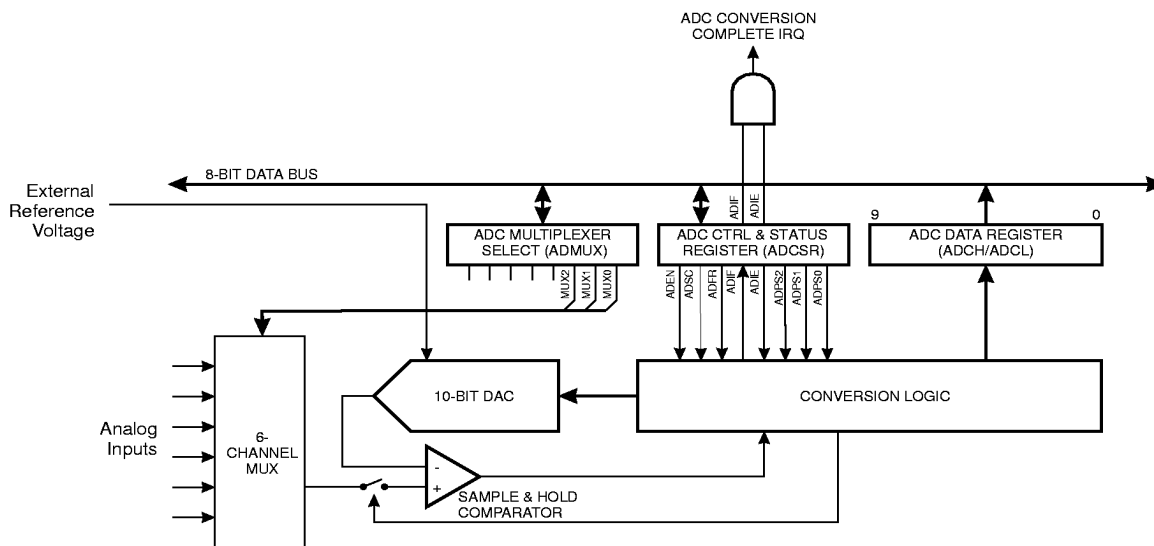 ADC CONVERSION
COMPLETE IRQ
8-BIT DATA BUS
External
Reference
Voltage
ADIF
ADIE
9
0
ADC MULTIPLEXER
SELECT (ADMUX)
ADC CTRL & STATUS
REGISTER (ADCSR)
ADC DATA REGISTER
(ADCH/ADCL)
MUX2
MUX1
MUX0
ADEN
ADSC
ADFR
ADIF
ADIE
ADPS2
ADPS1
ADPS0
10-BIT DAC
CONVERSION LOGIC
Analog
Inputs
6-
CHANNEL
MUX
-
+
SAMPLE & HOLD
COMPARATOR